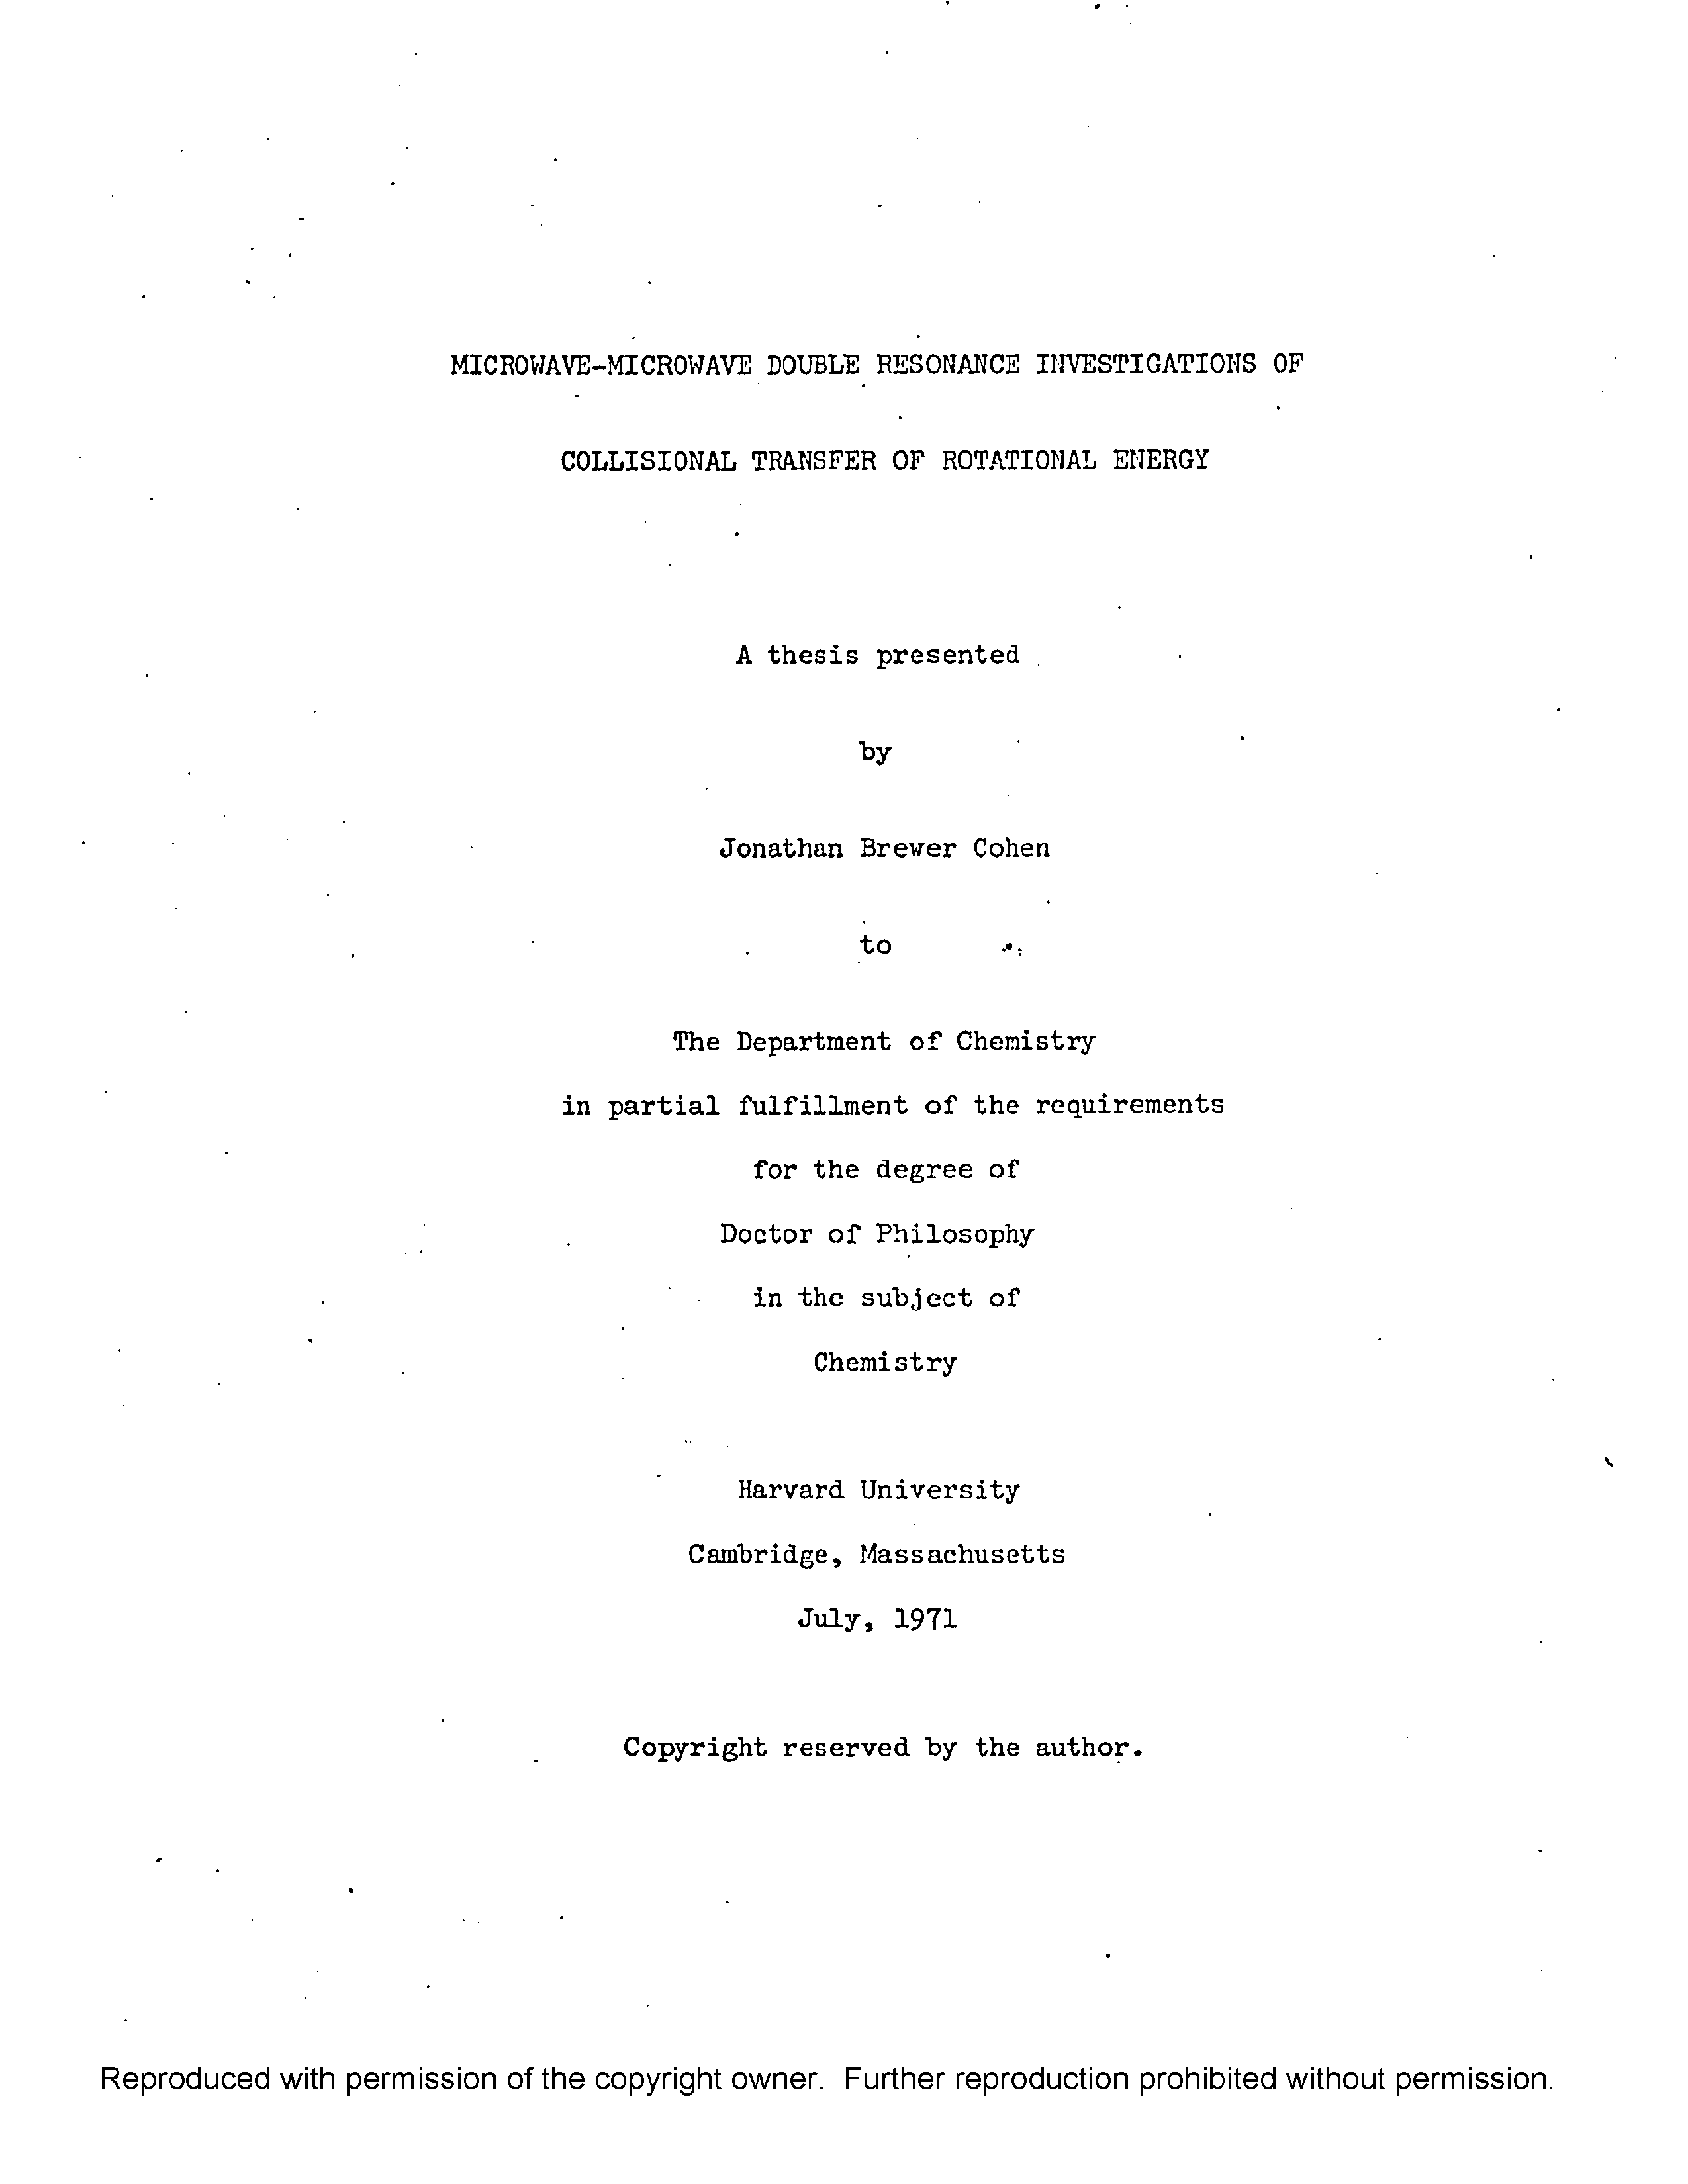 MICROWAVE-MICROWAVE DOUBLE RESONANCE INVESTIGATIONS OF
COLLISIONAL TRANSFER OF ROTATIONAL ENERGY
A thesis presented
by
Jonathan Brewer Cohen
to
The Department of Chemistry
in partial fulfillment of the requirements
for the degree of
Doctor of Philosophy
in the subject of
Chemistry
Harvard University
Cambridge, Massachusetts
July, 1971
Copyright reserved by the author.
Reproduced with permission of the copyright owner. Further reproduction prohibited without permission.